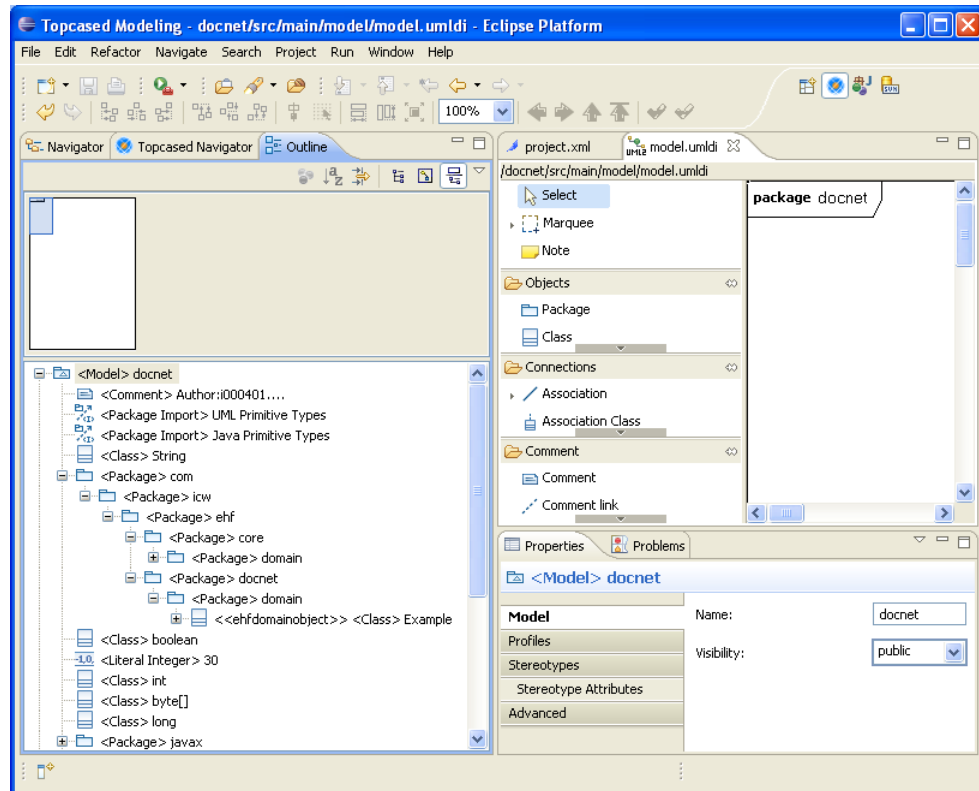 Topcased Modeling - docnet/src/main/model/model.umldi - Eclipse Platform
File Edit Refactor Navigate Search Project Run Window Help
100%
Navigator Topcased Navigator Outline
project.xml model.umldi
/docnet/src/main/model/model.umldi
Select
Marquee
Note
Objects
Package
Class
Connections
Association
Association Class
Comment
Comment
Comment link
package docnet
<Model> docnet
<Comment> Author:i000401....
<Package Import> UML Primitive Types
<Package Import> Java Primitive Types
<Class> String
<Package> com
<Package> icw
<Package> ehf
<Package> core
<Package> domain
<Package> docnet
<Package> domain
<<ehfdomainobject>> <Class> Example
<Class> boolean
<Literal Integer> 30
<Class> int
<Class> byte[]
<Class> long
<Package> javax
Properties Problems
<Model> docnet
Model
Profiles
Stereotypes
Stereotype Attributes
Advanced
Name: docnet
Visibility: public